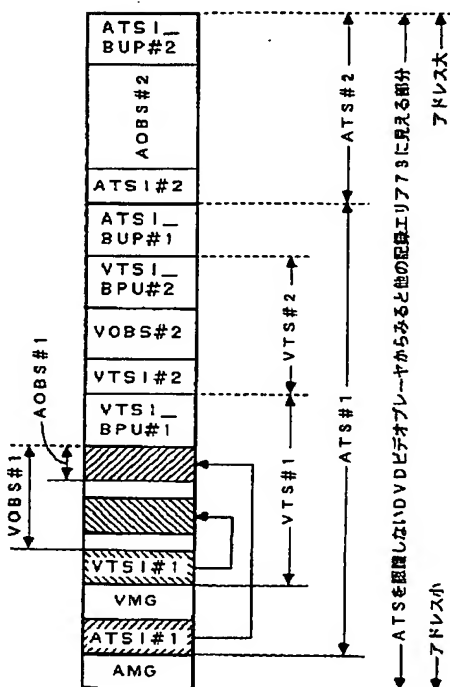 ATSI_
BUP#2
AOBS#2
ATSI#2
ATSI_
BUP#1
VTSI_
BPU#2
VOBS#2
VTSI#2
VTSI_
BPU#1
VTSI#1
VMG
ATSI#1
AMG
AOBS#1
VOBS#1
VTS#2
VTS#1
ATS#2
ATS#1
ATSを認識しないDVDビデオプレーヤからみると他の記録エリア73に見える部分
アドレス大
アドレス小